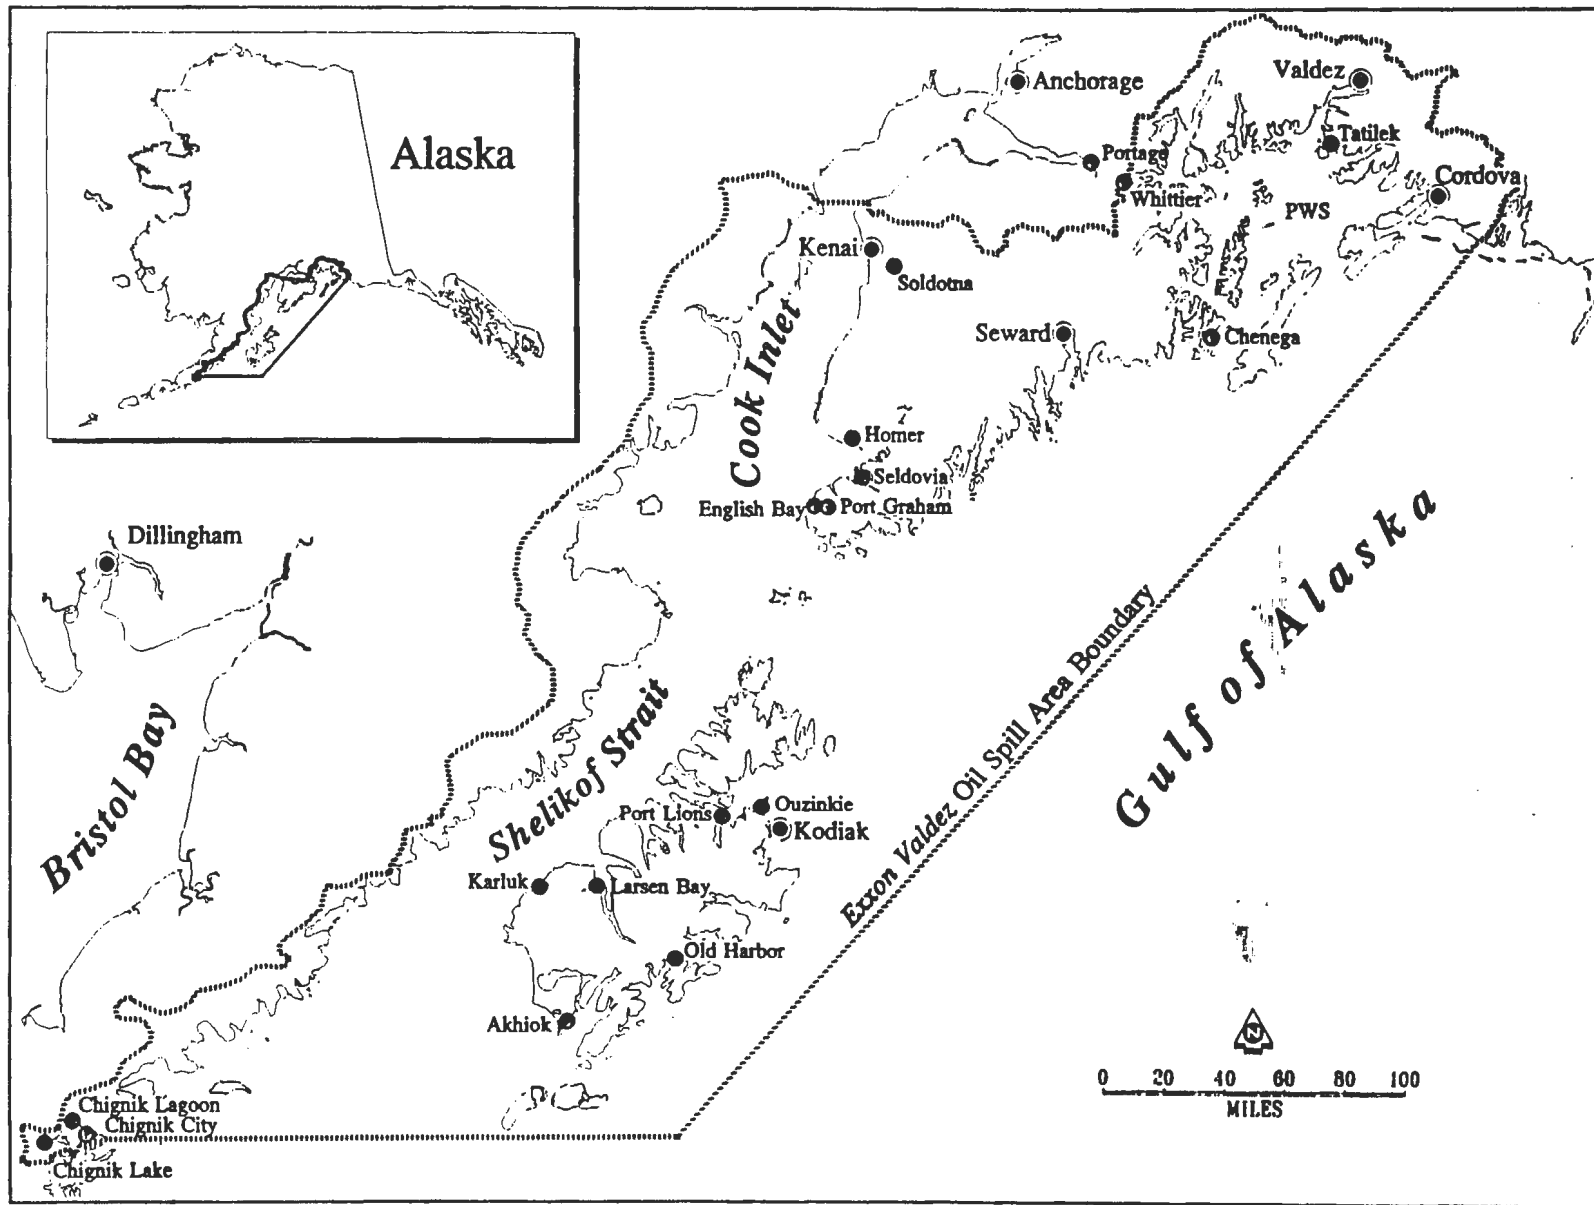 Alaska
Anchorage
Valdez
Tatilek
Portage
Whittier
Cordova
PWS
Kenai
Soldotna
Seward
Chenega
Cook Inlet
Homer
Seldovia
English Bay
Port Graham
Dillingham
Gulf of Alaska
Exxon Valdez Oil Spill Area Boundary
Bristol Bay
Shelikof Strait
Port Lions
Ouzinkie
Kodiak
Karluk
Larsen Bay
Old Harbor
Akhiok
N
0 20 40 60 80 100
MILES
Chignik Lagoon
Chignik City
Chignik Lake